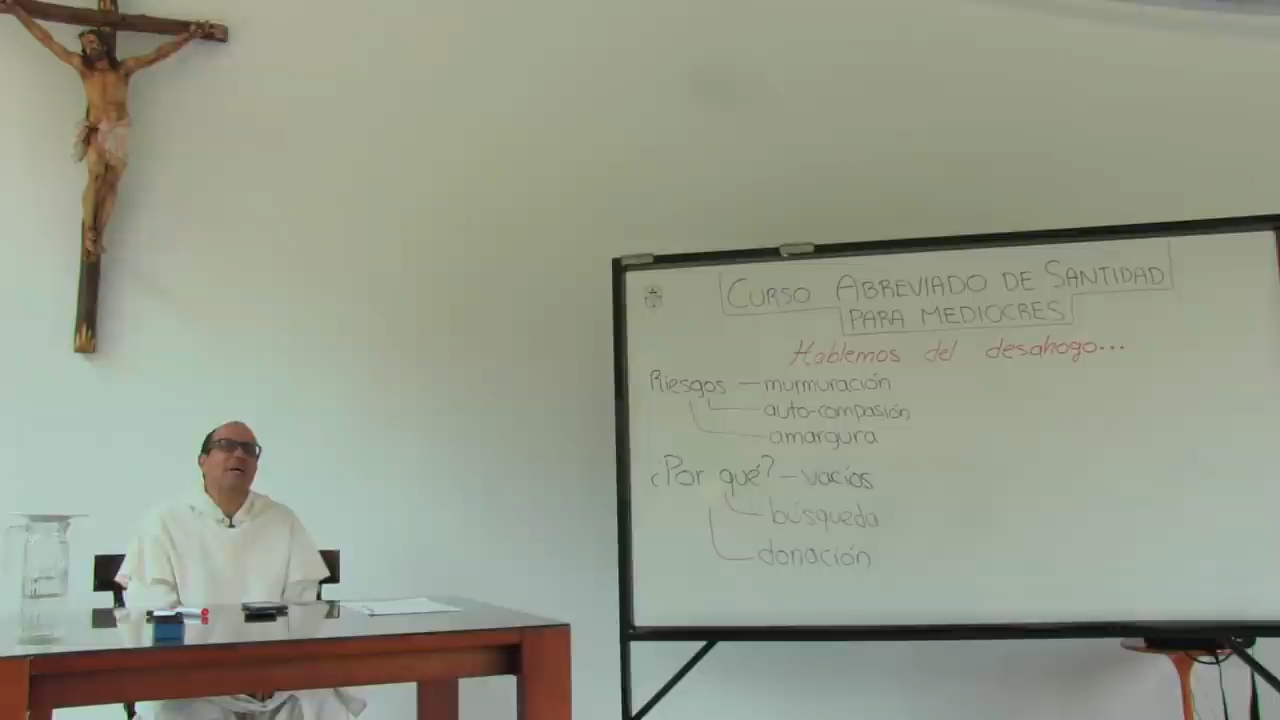 CURSO ABREVIADO DE SANTIDAD
PARA MEDIOCRES
Hablemos del desahogo...
Riesgos — murmuración
auto-compasión
amargura
¿Por qué? — vacíos
búsqueda
donación